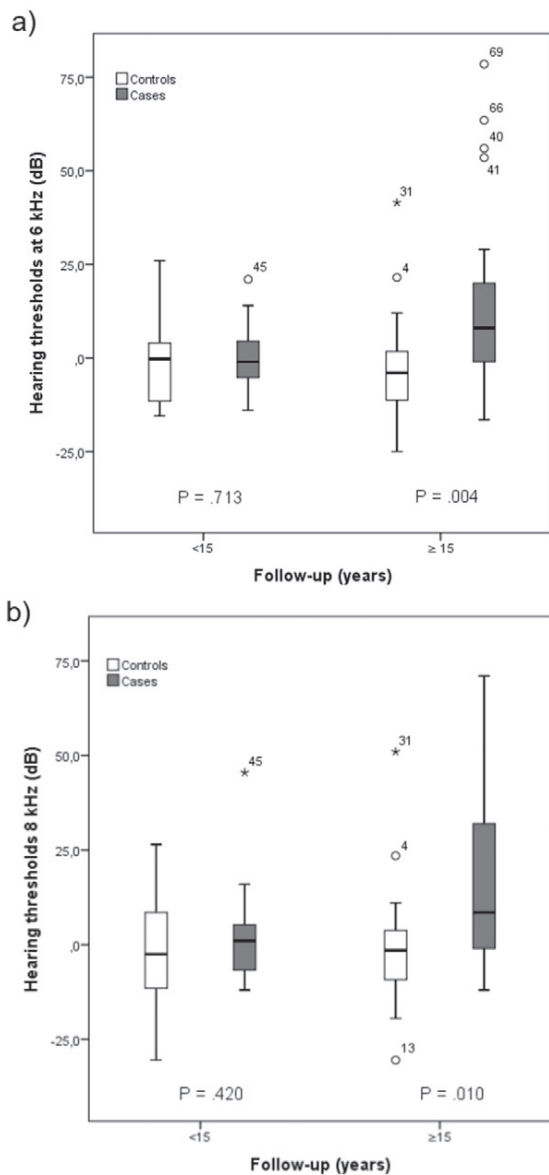 a)
Hearing thresholds at 6 kHz (dB)
75,0
50,0
25,0
,0
-25,0
Controls
Cases
45
31
4
69
66
40
41
P = .713
P = .004
<15
≥ 15
Follow-up (years)
b)
Hearing thresholds 8 kHz (dB)
75,0
50,0
25,0
,0
-25,0
Controls
Cases
45
31
4
13
P = .420
P = .010
<15
≥15
Follow-up (years)